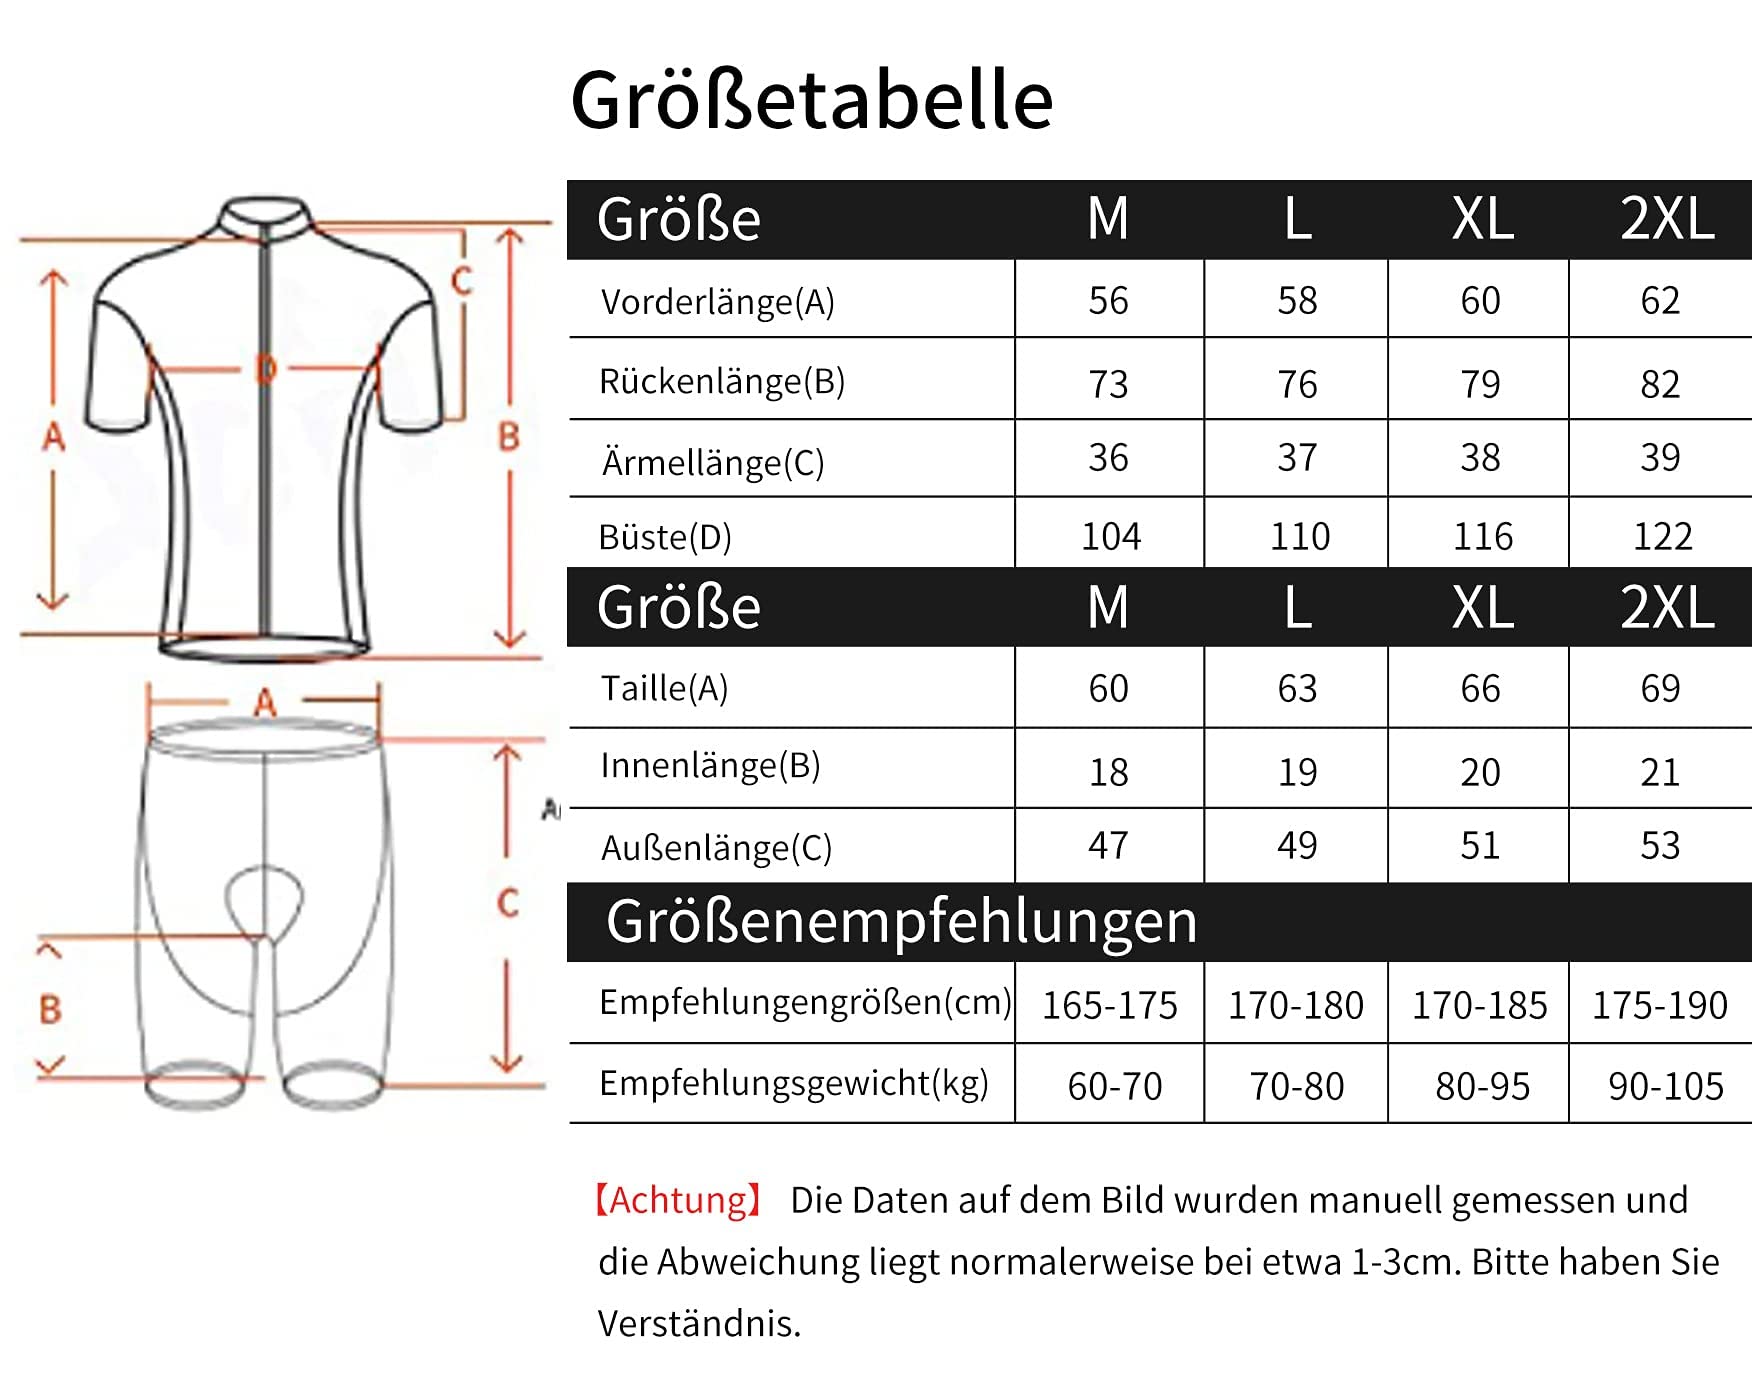 Größetabelle
Größe M L XL 2XL
Vorderlänge(A) 56 58 60 62
Rückenlänge(B) 73 76 79 82
Ärmellänge(C) 36 37 38 39
Büste(D) 104 110 116 122
Größe M L XL 2XL
Taille(A) 60 63 66 69
Innenlänge(B) 18 19 20 21
Außenlänge(C) 47 49 51 53
Größenempfehlungen
Empfehlungengrößen(cm) 165-175 170-180 170-185 175-190
Empfehlungsgewicht(kg) 60-70 70-80 80-95 90-105
【Achtung】 Die Daten auf dem Bild wurden manuell gemessen und
die Abweichung liegt normalerweise bei etwa 1-3cm. Bitte haben Sie
Verständnis.
C
D
A
B
A
C
B